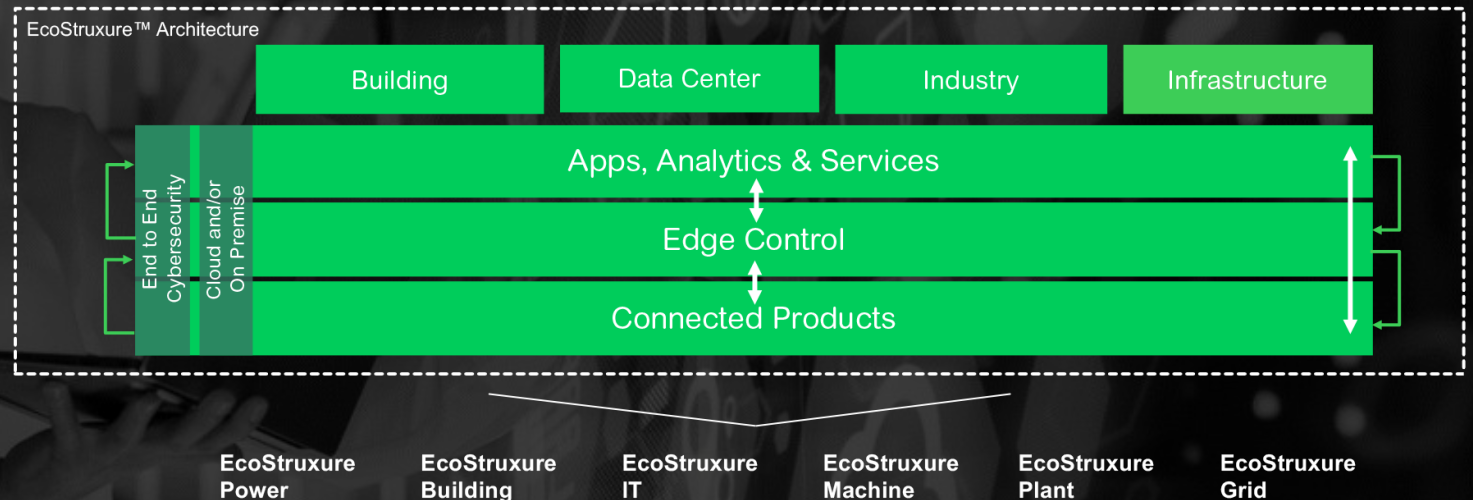 EcoStruxure™ Architecture
Building
Data Center
Industry
Infrastructure
End to End
Cybersecurity
Cloud and/or
On Premise
Apps, Analytics & Services
Edge Control
Connected Products
EcoStruxure
Power
EcoStruxure
Building
EcoStruxure
IT
EcoStruxure
Machine
EcoStruxure
Plant
EcoStruxure
Grid